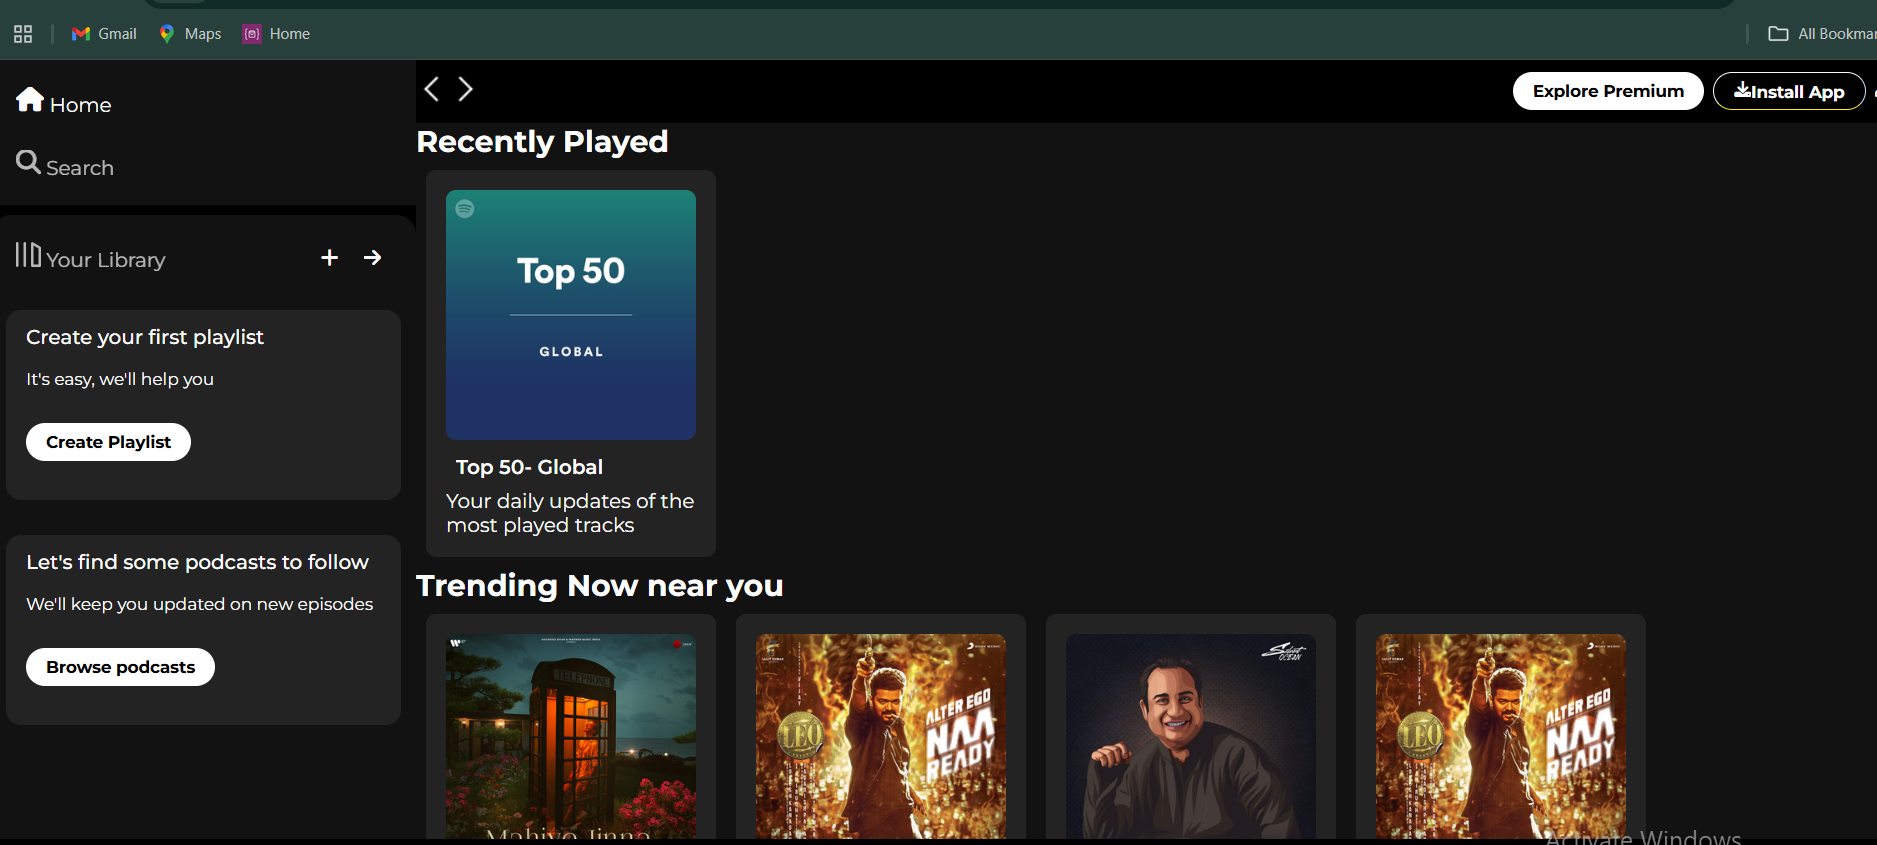 Gmail
Maps
Home
All Bookmar
Home
Search
Explore Premium
Install App
Recently Played
Your Library
Top 50
GLOBAL
Create your first playlist
It's easy, we'll help you
Create Playlist
Top 50- Global
Your daily updates of the
most played tracks
Let's find some podcasts to follow
We'll keep you updated on new episodes
Browse podcasts
Trending Now near you
TELEPHONE
Mahiye Jinna
LEO
ALTER EGO
NAA
READY
Silent
OCEAN
LEO
ALTER EGO
NAA
READY
Activate Windows